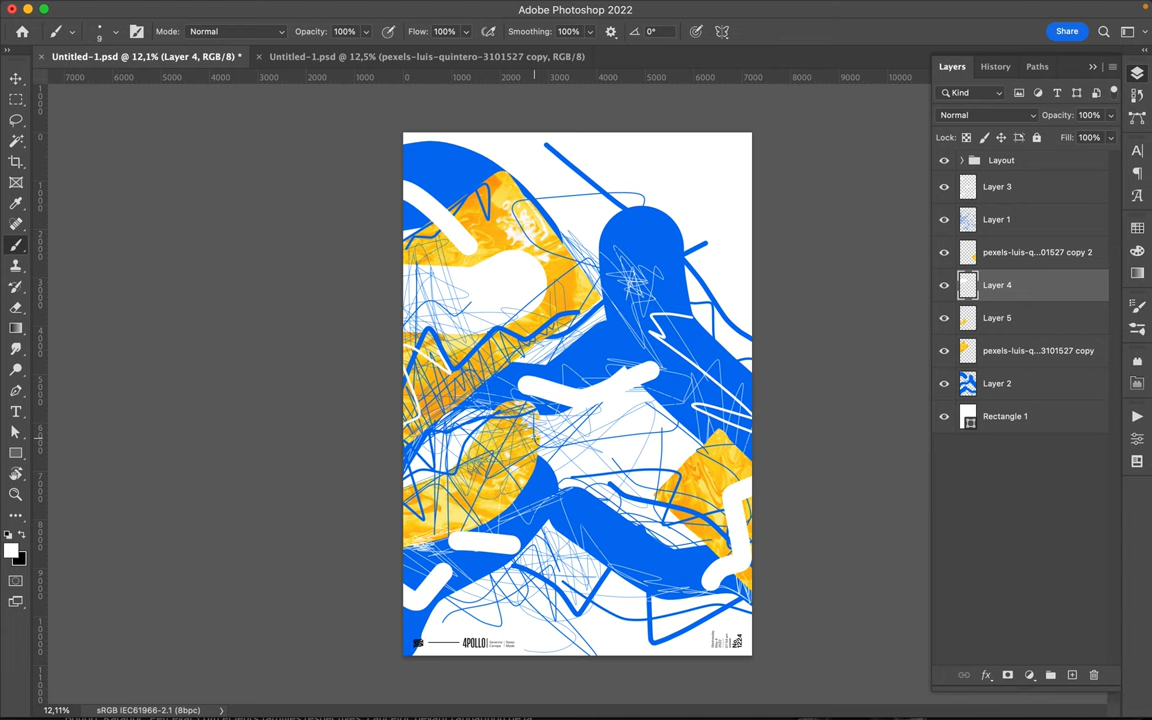 Adobe Photoshop 2022
9 Mode: Normal Opacity: 100% Flow: 100% Smoothing: 100% 0° Share
Untitled-1.psd @ 12,1% (Layer 4, RGB/8) * Untitled-1.psd @ 12,5% (pexels-luis-quintero-3101527 copy, RGB/8)
7000 6000 5000 4000 3000 2000 1000 0 1000 2000 3000 4000 5000 6000 7000 8000 9000 10000
Layers History Paths
Kind
Normal Opacity: 100%
Lock: Fill: 100%
Layout
Layer 3
Layer 1
pexels-luis-q...01527 copy 2
Layer 4
Layer 5
pexels-luis-q...3101527 copy
Layer 2
Rectangle 1
4POLLO
No. 1224
12,11% sRGB IEC61966-2.1 (8bpc)